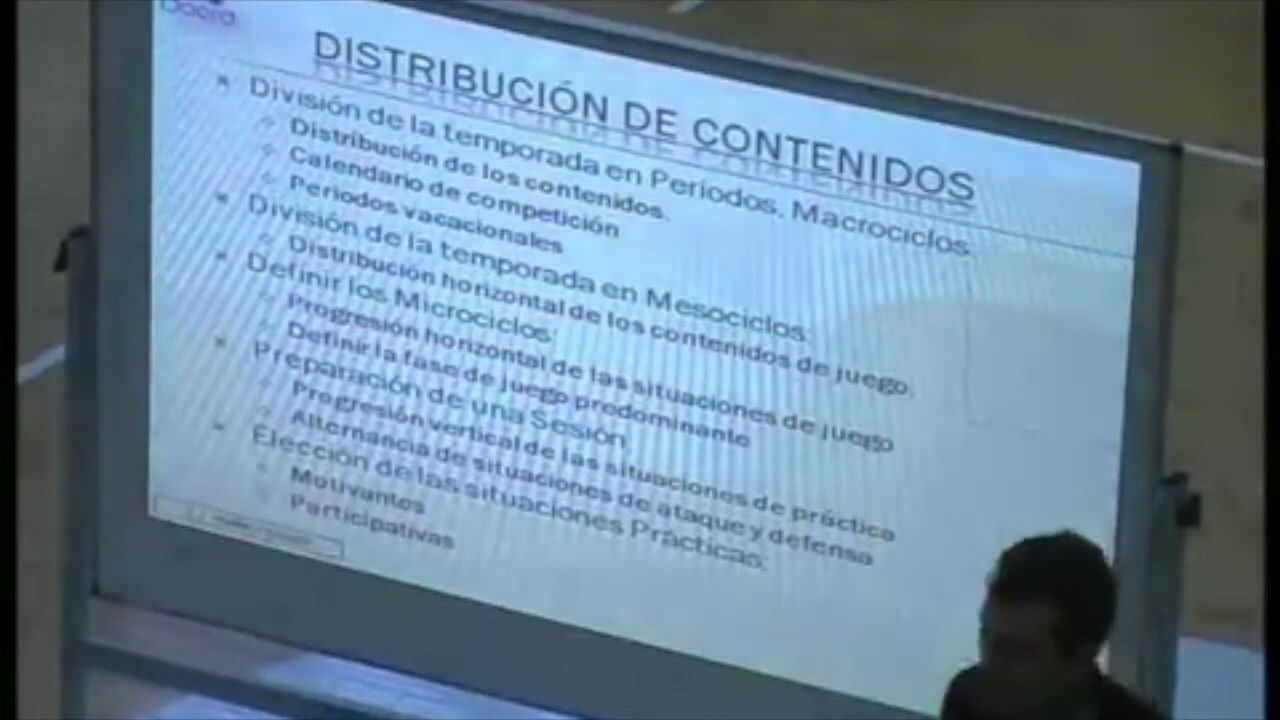 Board
DISTRIBUCIÓN DE CONTENIDOS
División de la temporada en Periodos, Macrociclos.
Distribución de los contenidos.
Calendario de competición
Periodos vacacionales
División de la temporada en Mesociclos:
Distribución horizontal de los contenidos de juego.
Definir los Microciclos:
Progresión horizontal de las situaciones de juego
Definir la fase de juego predominante
Preparación de una Sesión.
Progresión vertical de las situaciones de práctica
Alternancia de situaciones de ataque y defensa
Elección de las situaciones Prácticas:
Motivantes
Participativas